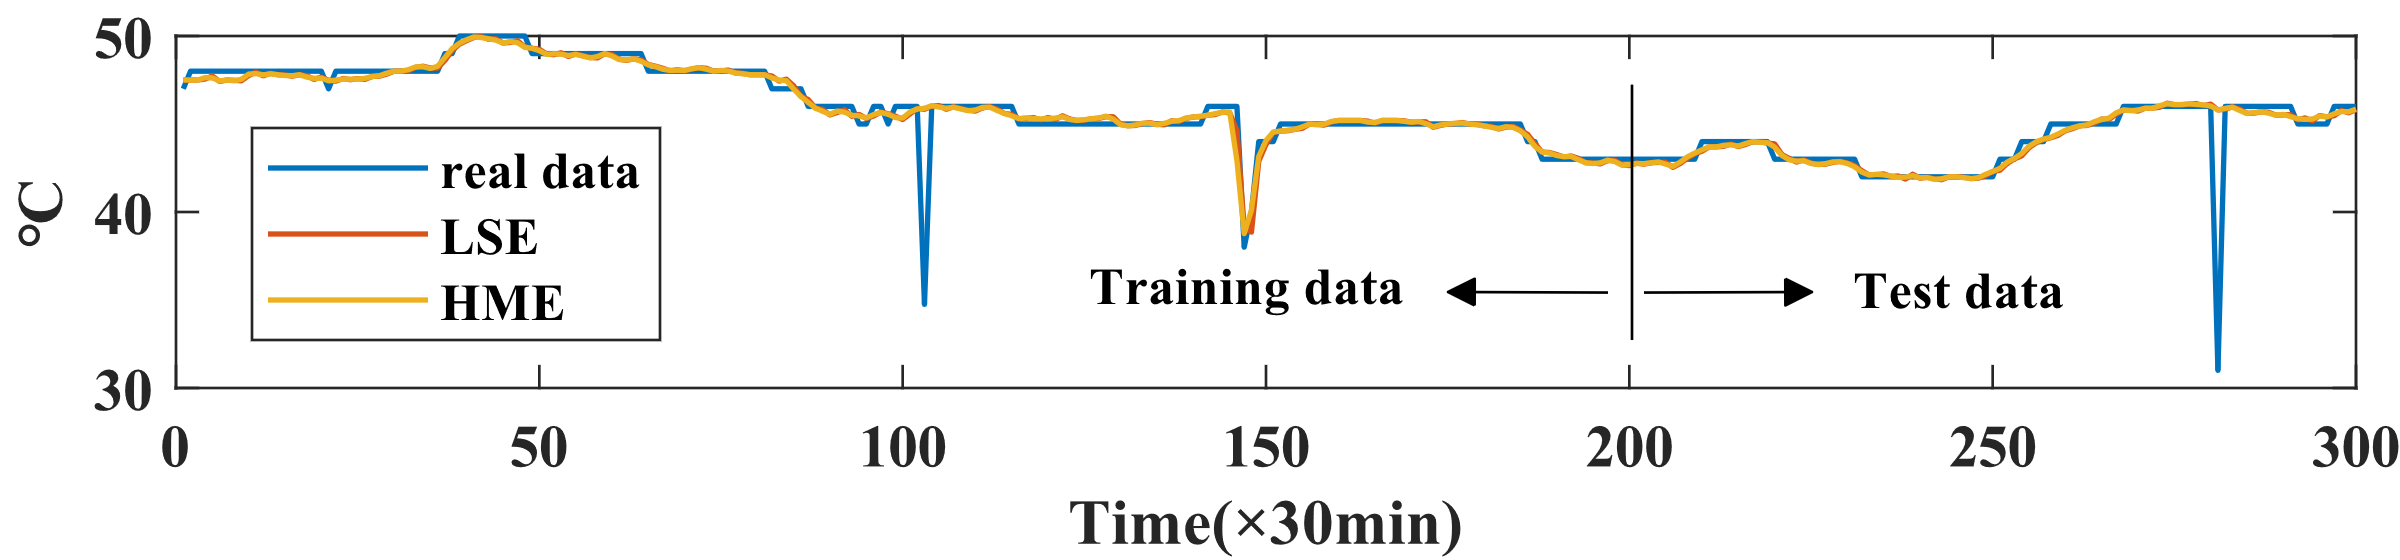 50
40
30
°C
real data
LSE
HME
Training data
Test data
0 50 100 150 200 250 300
Time(×30min)